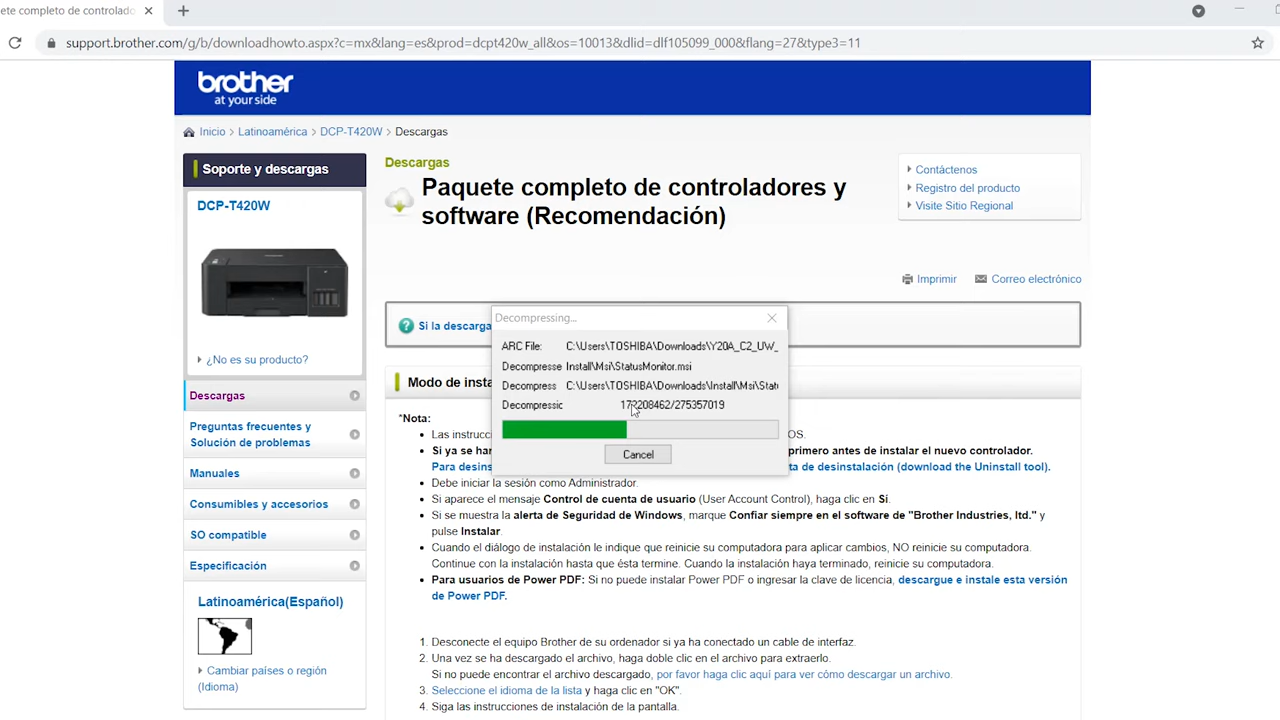 ete completo de controlado
support.brother.com/g/b/downloadhowto.aspx?c=mx&lang=es&prod=dcpt420w_all&os=10013&dlid=dlf105099_000&flang=27&type3=11
brother
at your side
Inicio > Latinoamérica > DCP-T420W > Descargas
Soporte y descargas
DCP-T420W
¿No es su producto?
Descargas
Preguntas frecuentes y
Solución de problemas
Manuales
Consumibles y accesorios
SO compatible
Especificación
Latinoamérica(Español)
Cambiar países o región
(Idioma)
Descargas
Paquete completo de controladores y
software (Recomendación)
Contáctenos
Registro del producto
Visite Sitio Regional
Imprimir
Correo electrónico
Si la descarga
Decompressing...
ARC File: C:\Users\TOSHIBA\Downloads\Y20A_C2_UW_
Decompresse Install\Msi\StatusMonitor.msi
Decompress C:\Users\TOSHIBA\Downloads\Install\Msi\Stat
Decompressic /275357019
Cancel
Modo de insta
*Nota:
Las instrucc OS.
Si ya se har primero antes de instalar el nuevo controlador.
Para desins ta de desinstalación (download the Uninstall tool).
Debe iniciar la sesión como Administrador.
Si aparece el mensaje Control de cuenta de usuario (User Account Control), haga clic en Sí.
Si se muestra la alerta de Seguridad de Windows, marque Confiar siempre en el software de "Brother Industries, ltd." y
pulse Instalar.
Cuando el diálogo de instalación le indique que reinicie su computadora para aplicar cambios, NO reinicie su computadora.
Continue con la instalación hasta que ésta termine. Cuando la instalación haya terminado, reinicie su computadora.
Para usuarios de Power PDF: Si no puede instalar Power PDF o ingresar la clave de licencia, descargue e instale esta versión
de Power PDF.
1. Desconecte el equipo Brother de su ordenador si ya ha conectado un cable de interfaz.
2. Una vez se ha descargado el archivo, haga doble clic en el archivo para extraerlo.
Si no puede encontrar el archivo descargado, por favor haga clic aquí para ver cómo descargar un archivo.
3. Seleccione el idioma de la lista y haga clic en "OK".
4. Siga las instrucciones de instalación de la pantalla.